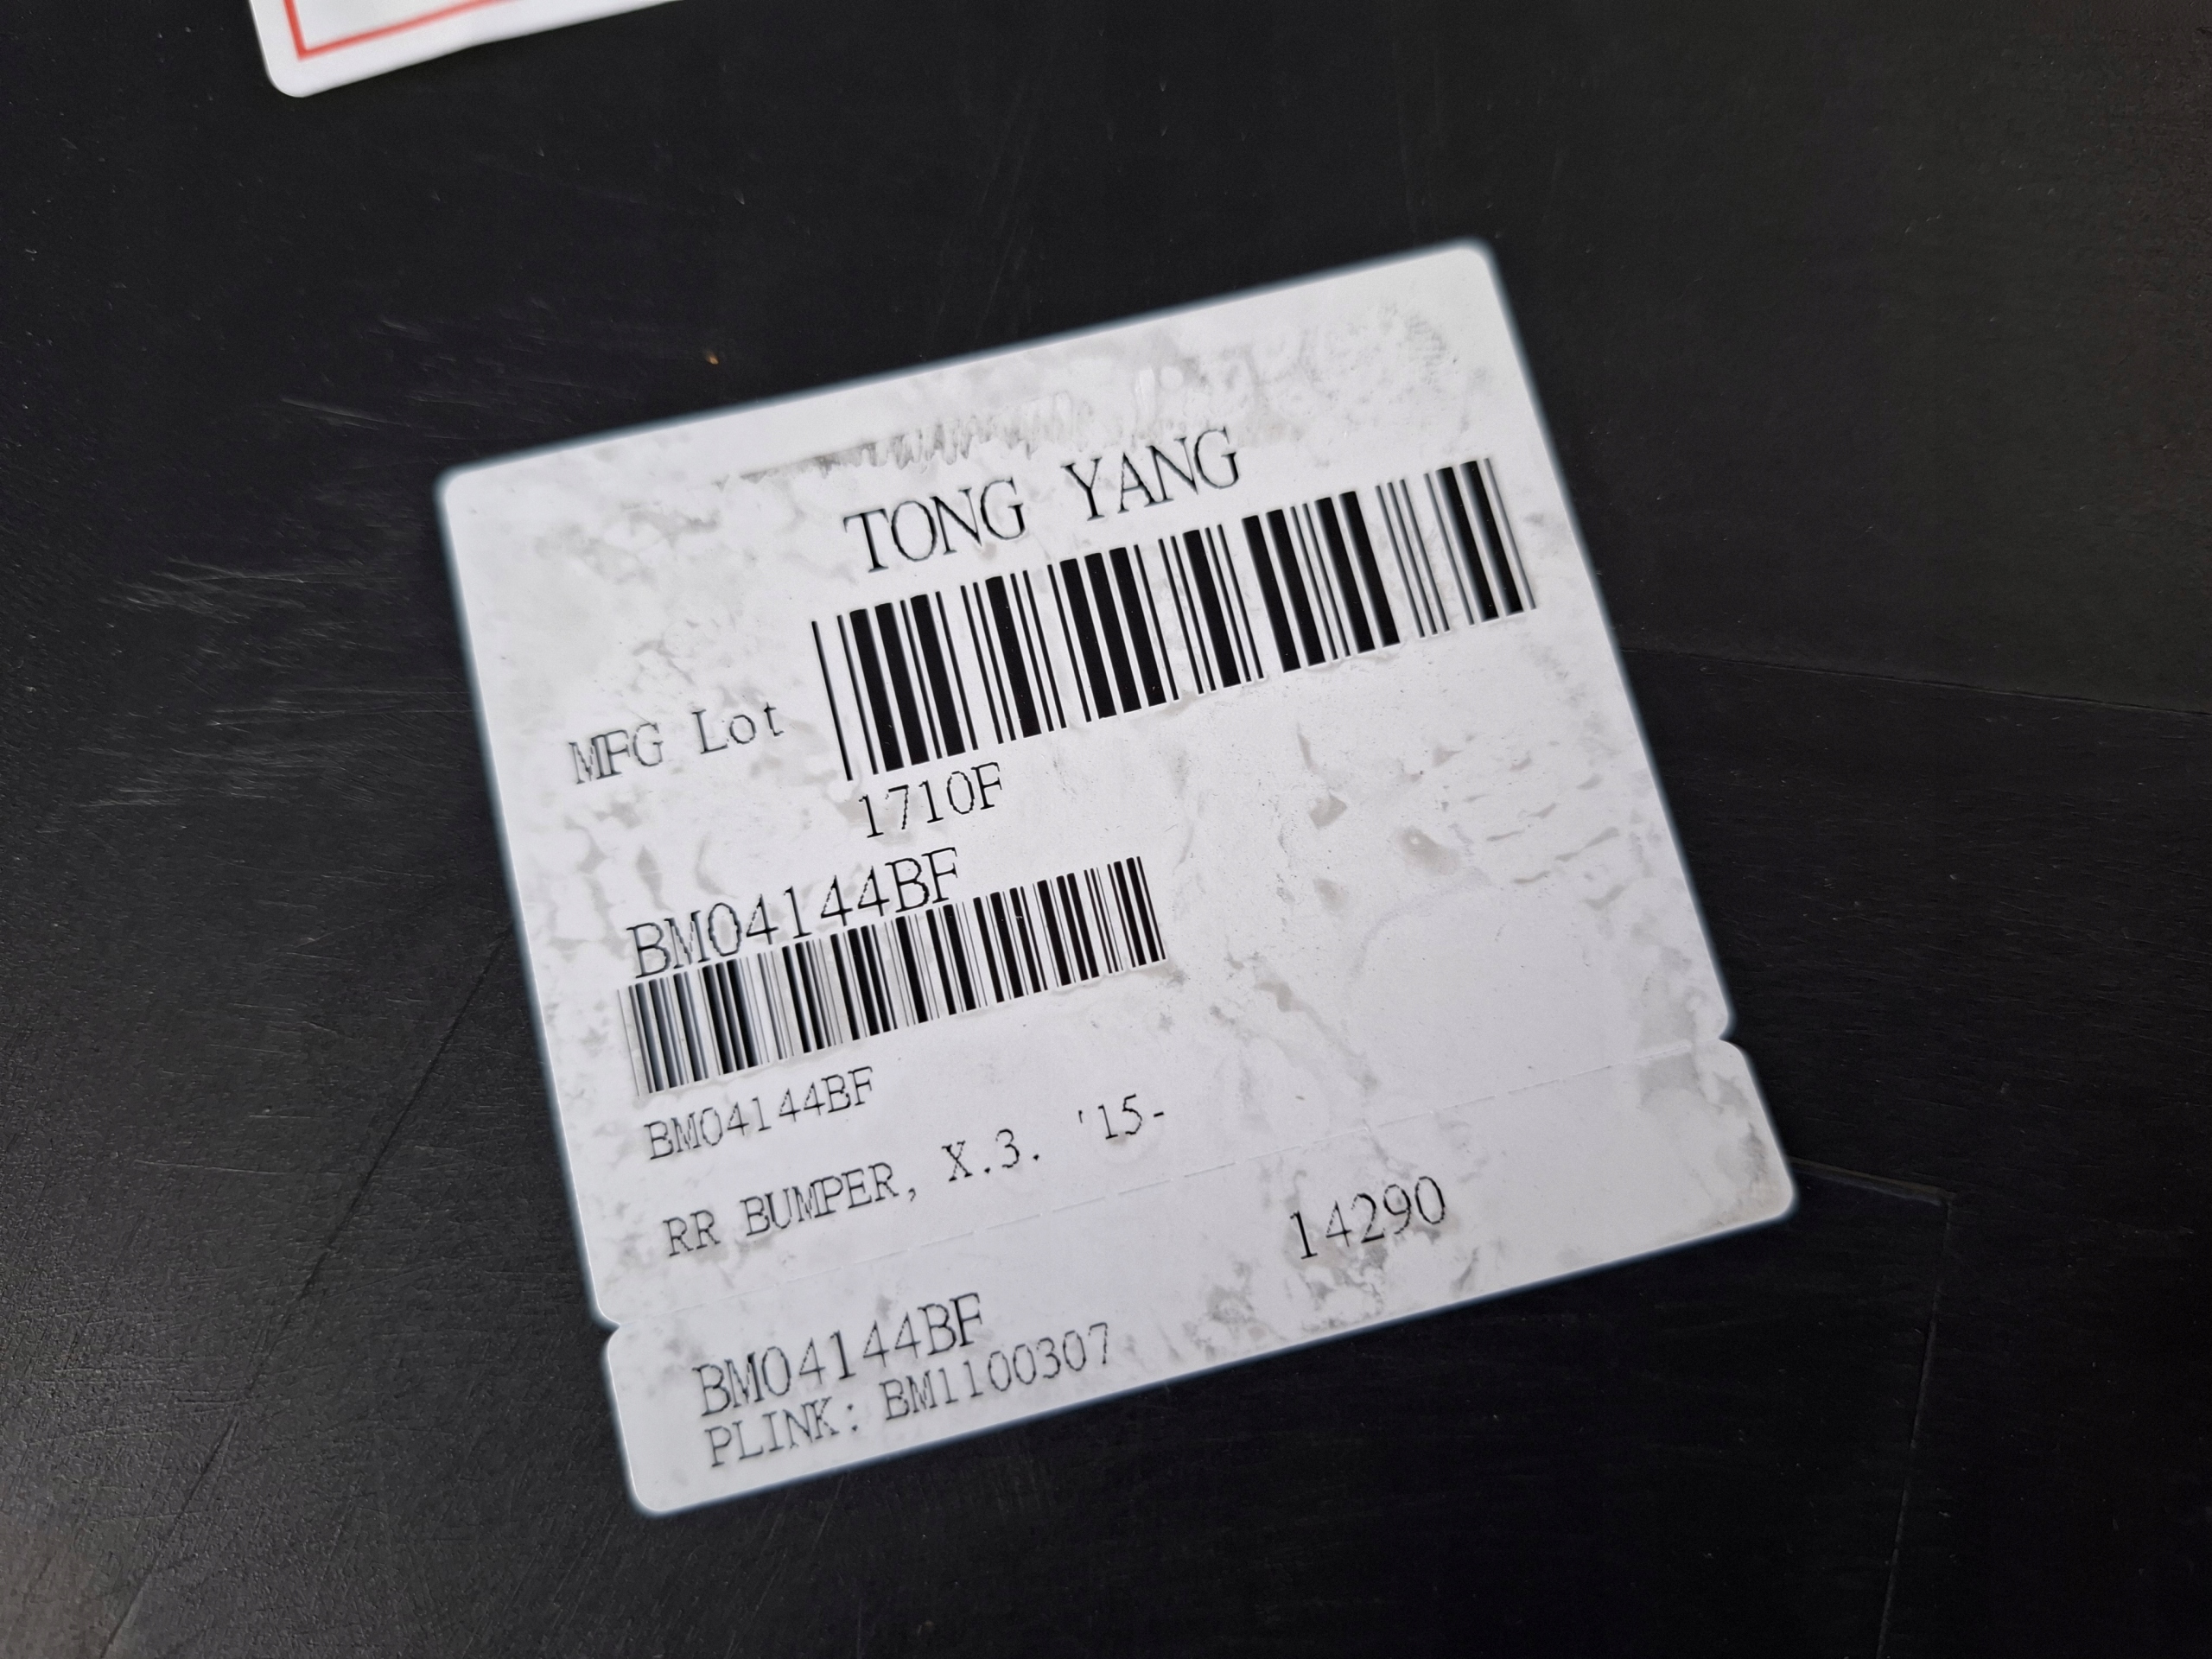 TONG YANG
MFG Lot
1710F
BM04144BF
BM04144BF
RR BUMPER, X.3. '15-
14290
BM04144BF
PLINK: BM1100307